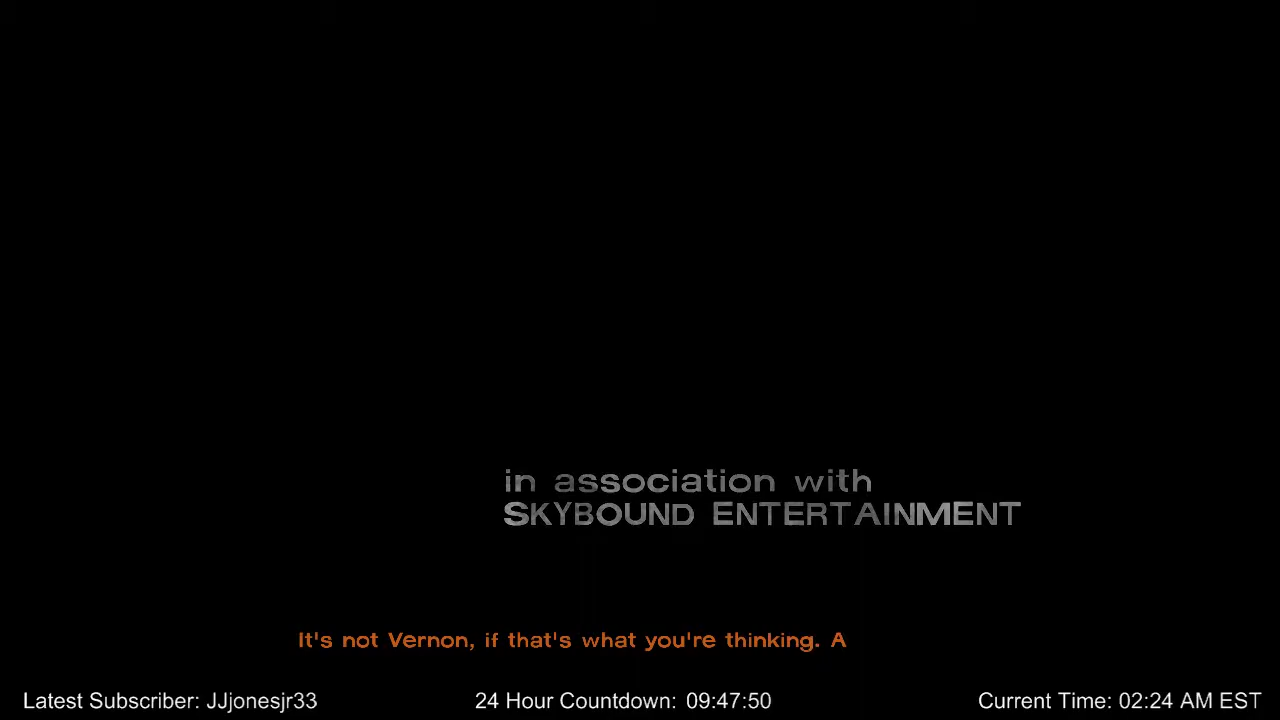 in association with
SKYBOUND ENTERTAINMENT
It's not Vernon, if that's what you're thinking. A
Latest Subscriber: JJjonesjr33 24 Hour Countdown: 09:47:50 Current Time: 02:24 AM EST